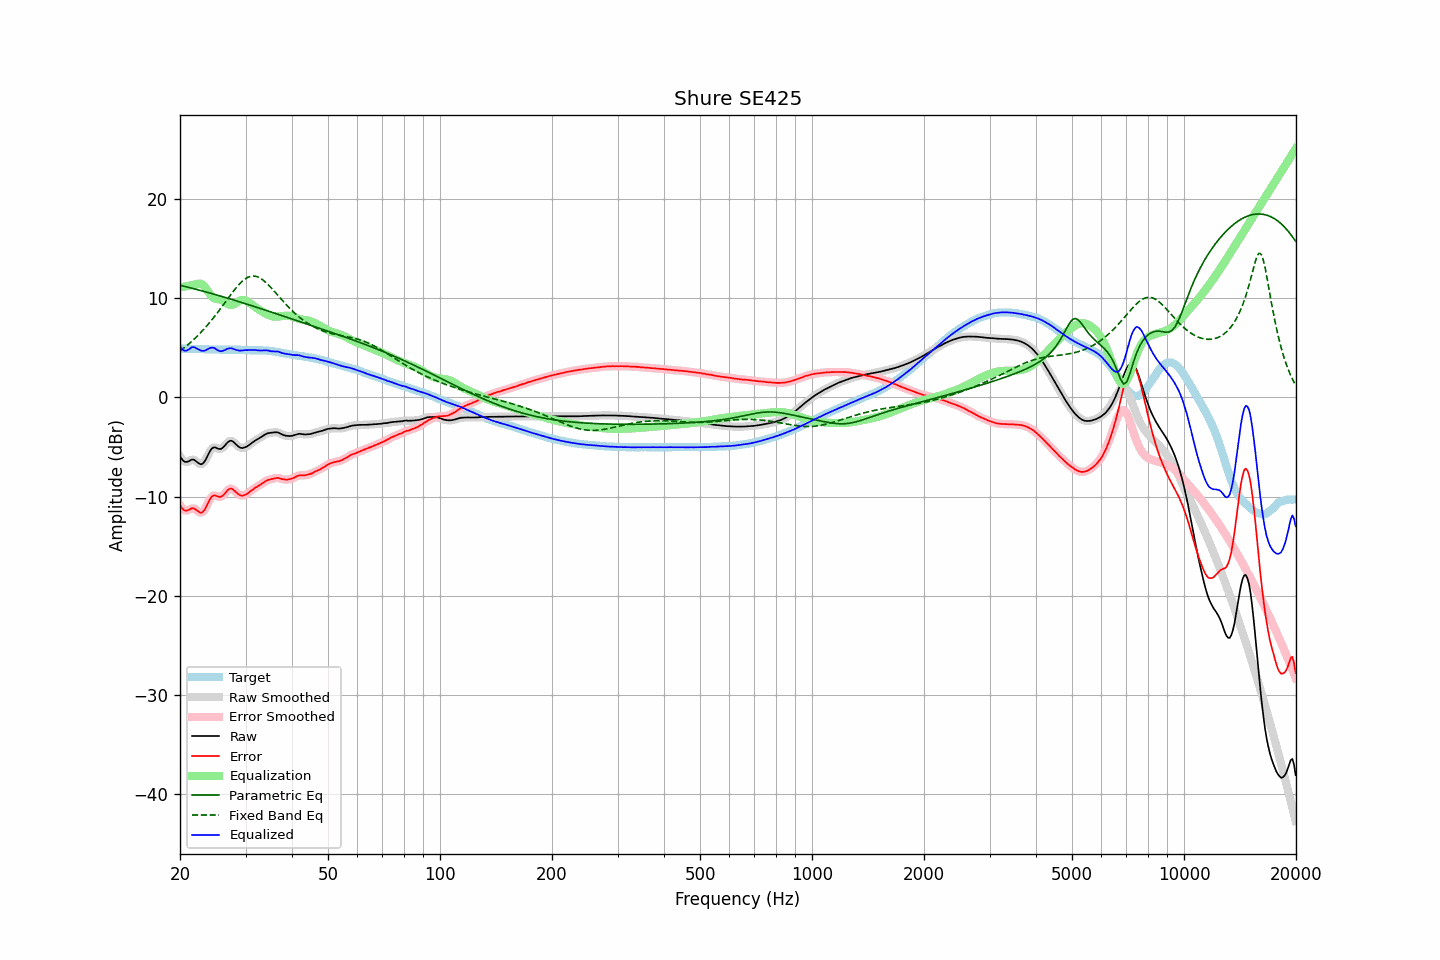 Shure SE425
Amplitude (dBr)
20
10
0
−10
−20
−30
−40
Target
Raw Smoothed
Error Smoothed
Raw
Error
Equalization
Parametric Eq
Fixed Band Eq
Equalized
20 50 100 200 500 1000 2000 5000 10000 20000
Frequency (Hz)